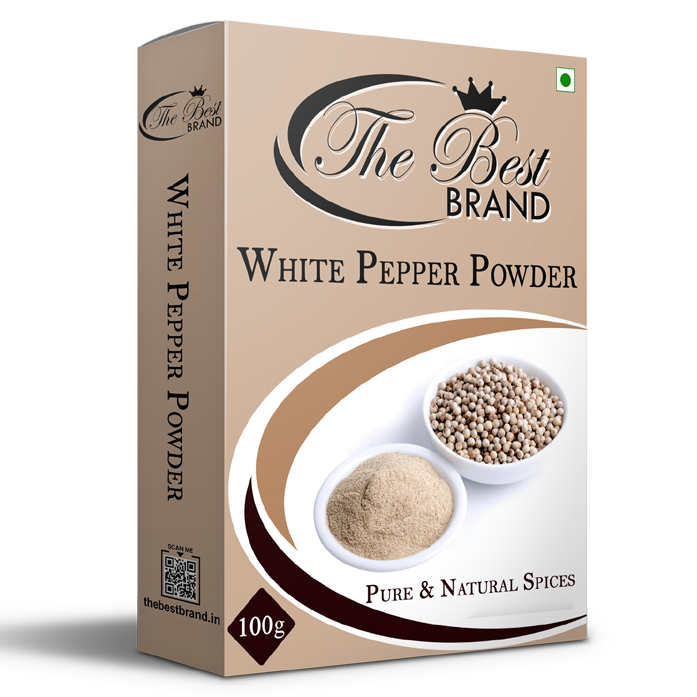 The Best
BRAND
WHITE PEPPER POWDER
PURE & NATURAL SPICES
100g
The Best
BRAND
WHITE PEPPER POWDER
SCAN ME
thebestbrand.in